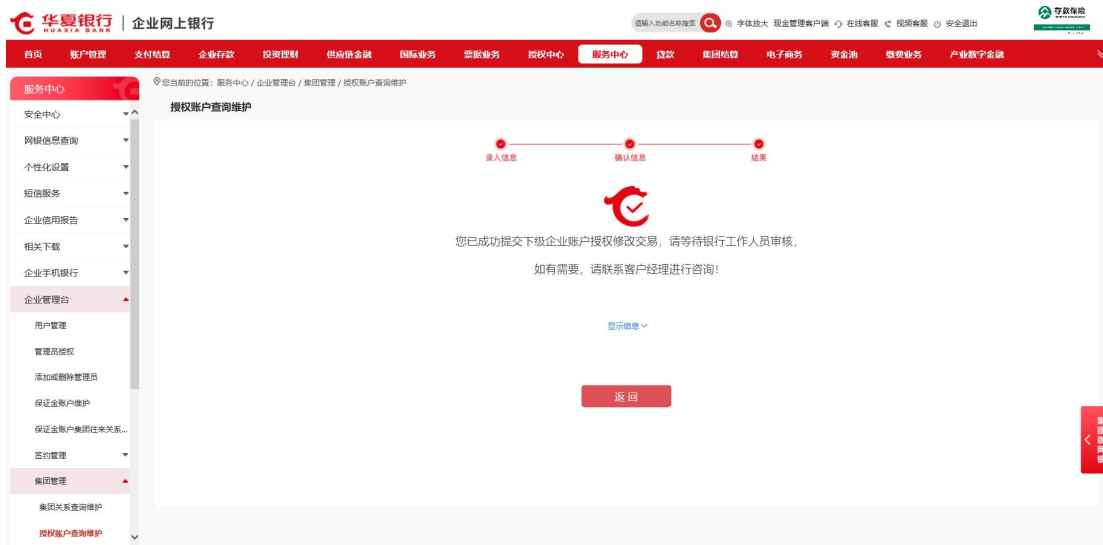 华夏银行 企业网上银行
HUAXIA BANK
请输入功能名称搜索 字体放大 现金管理客户端 在线客服 视频客服 安全退出
存款保险
首页 账户管理 支付结算 企业存款 投资理财 供应链金融 国际业务 票据业务 授权中心 服务中心 贷款 集团结算 电子商务 资金池 缴费业务 产业数字金融
服务中心
您当前的位置：服务中心 / 企业管理台 / 集团管理 / 授权账户查询维护
授权账户查询维护
安全中心
网银信息查询
个性化设置
短信服务
企业信用报告
相关下载
企业手机银行
企业管理台
用户管理
管理员授权
添加或删除管理员
保证金账户维护
保证金账户集团往来关系...
签约管理
集团管理
集团关系查询维护
授权账户查询维护
录入信息 确认信息 结果
您已成功提交下级企业账户授权修改交易，请等待银行工作人员审核，
如有需要，请联系客户经理进行咨询！
显示信息
返回